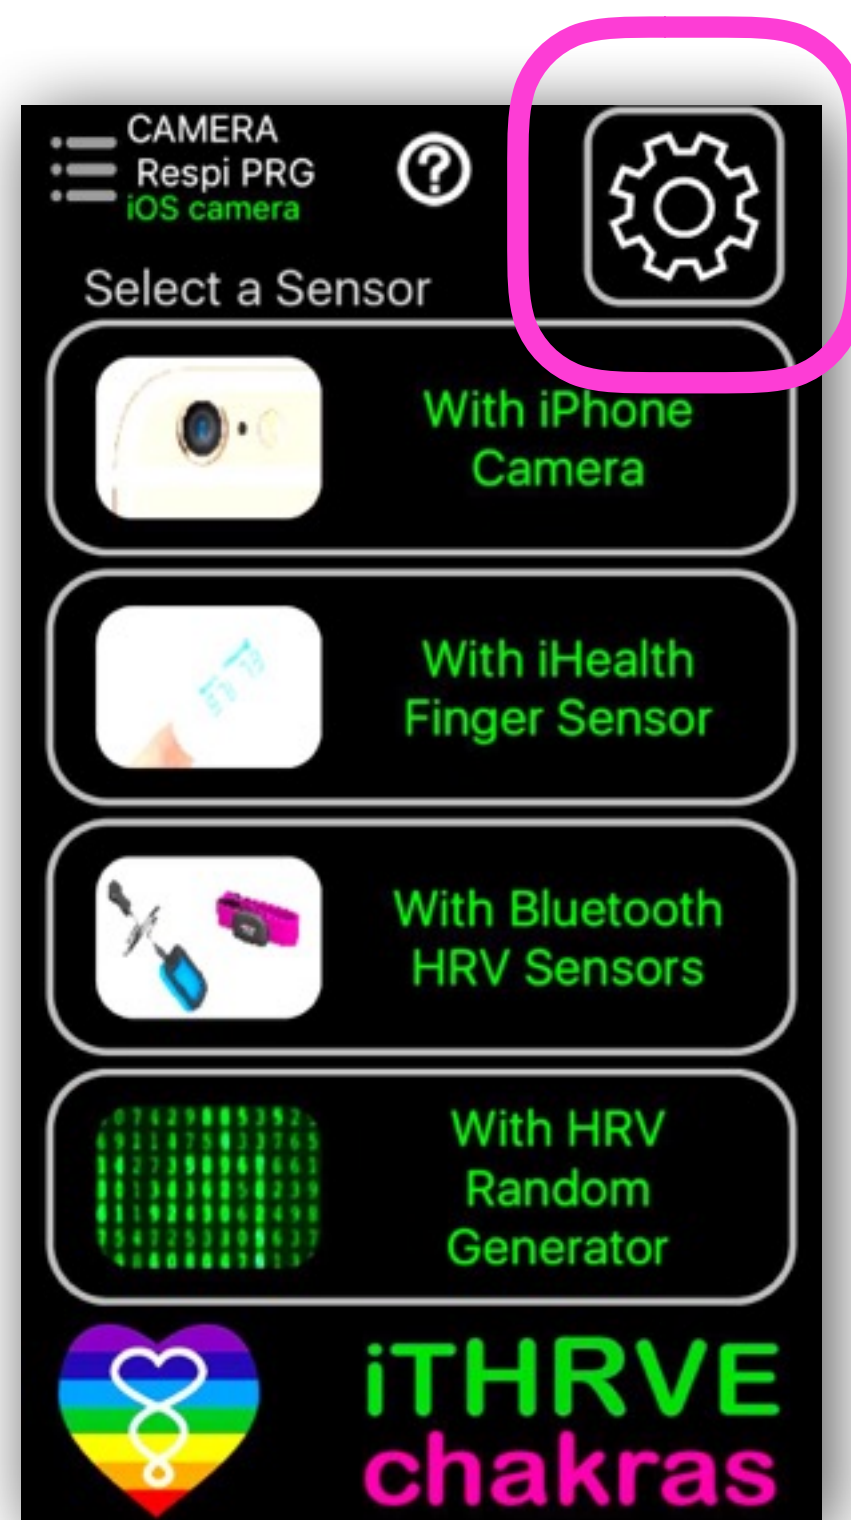 CAMERA
Respi PRG
iOS camera
?
Select a Sensor
With iPhone
Camera
With iHealth
Finger Sensor
With Bluetooth
HRV Sensors
With HRV
Random
Generator
iTHRVE
chakras